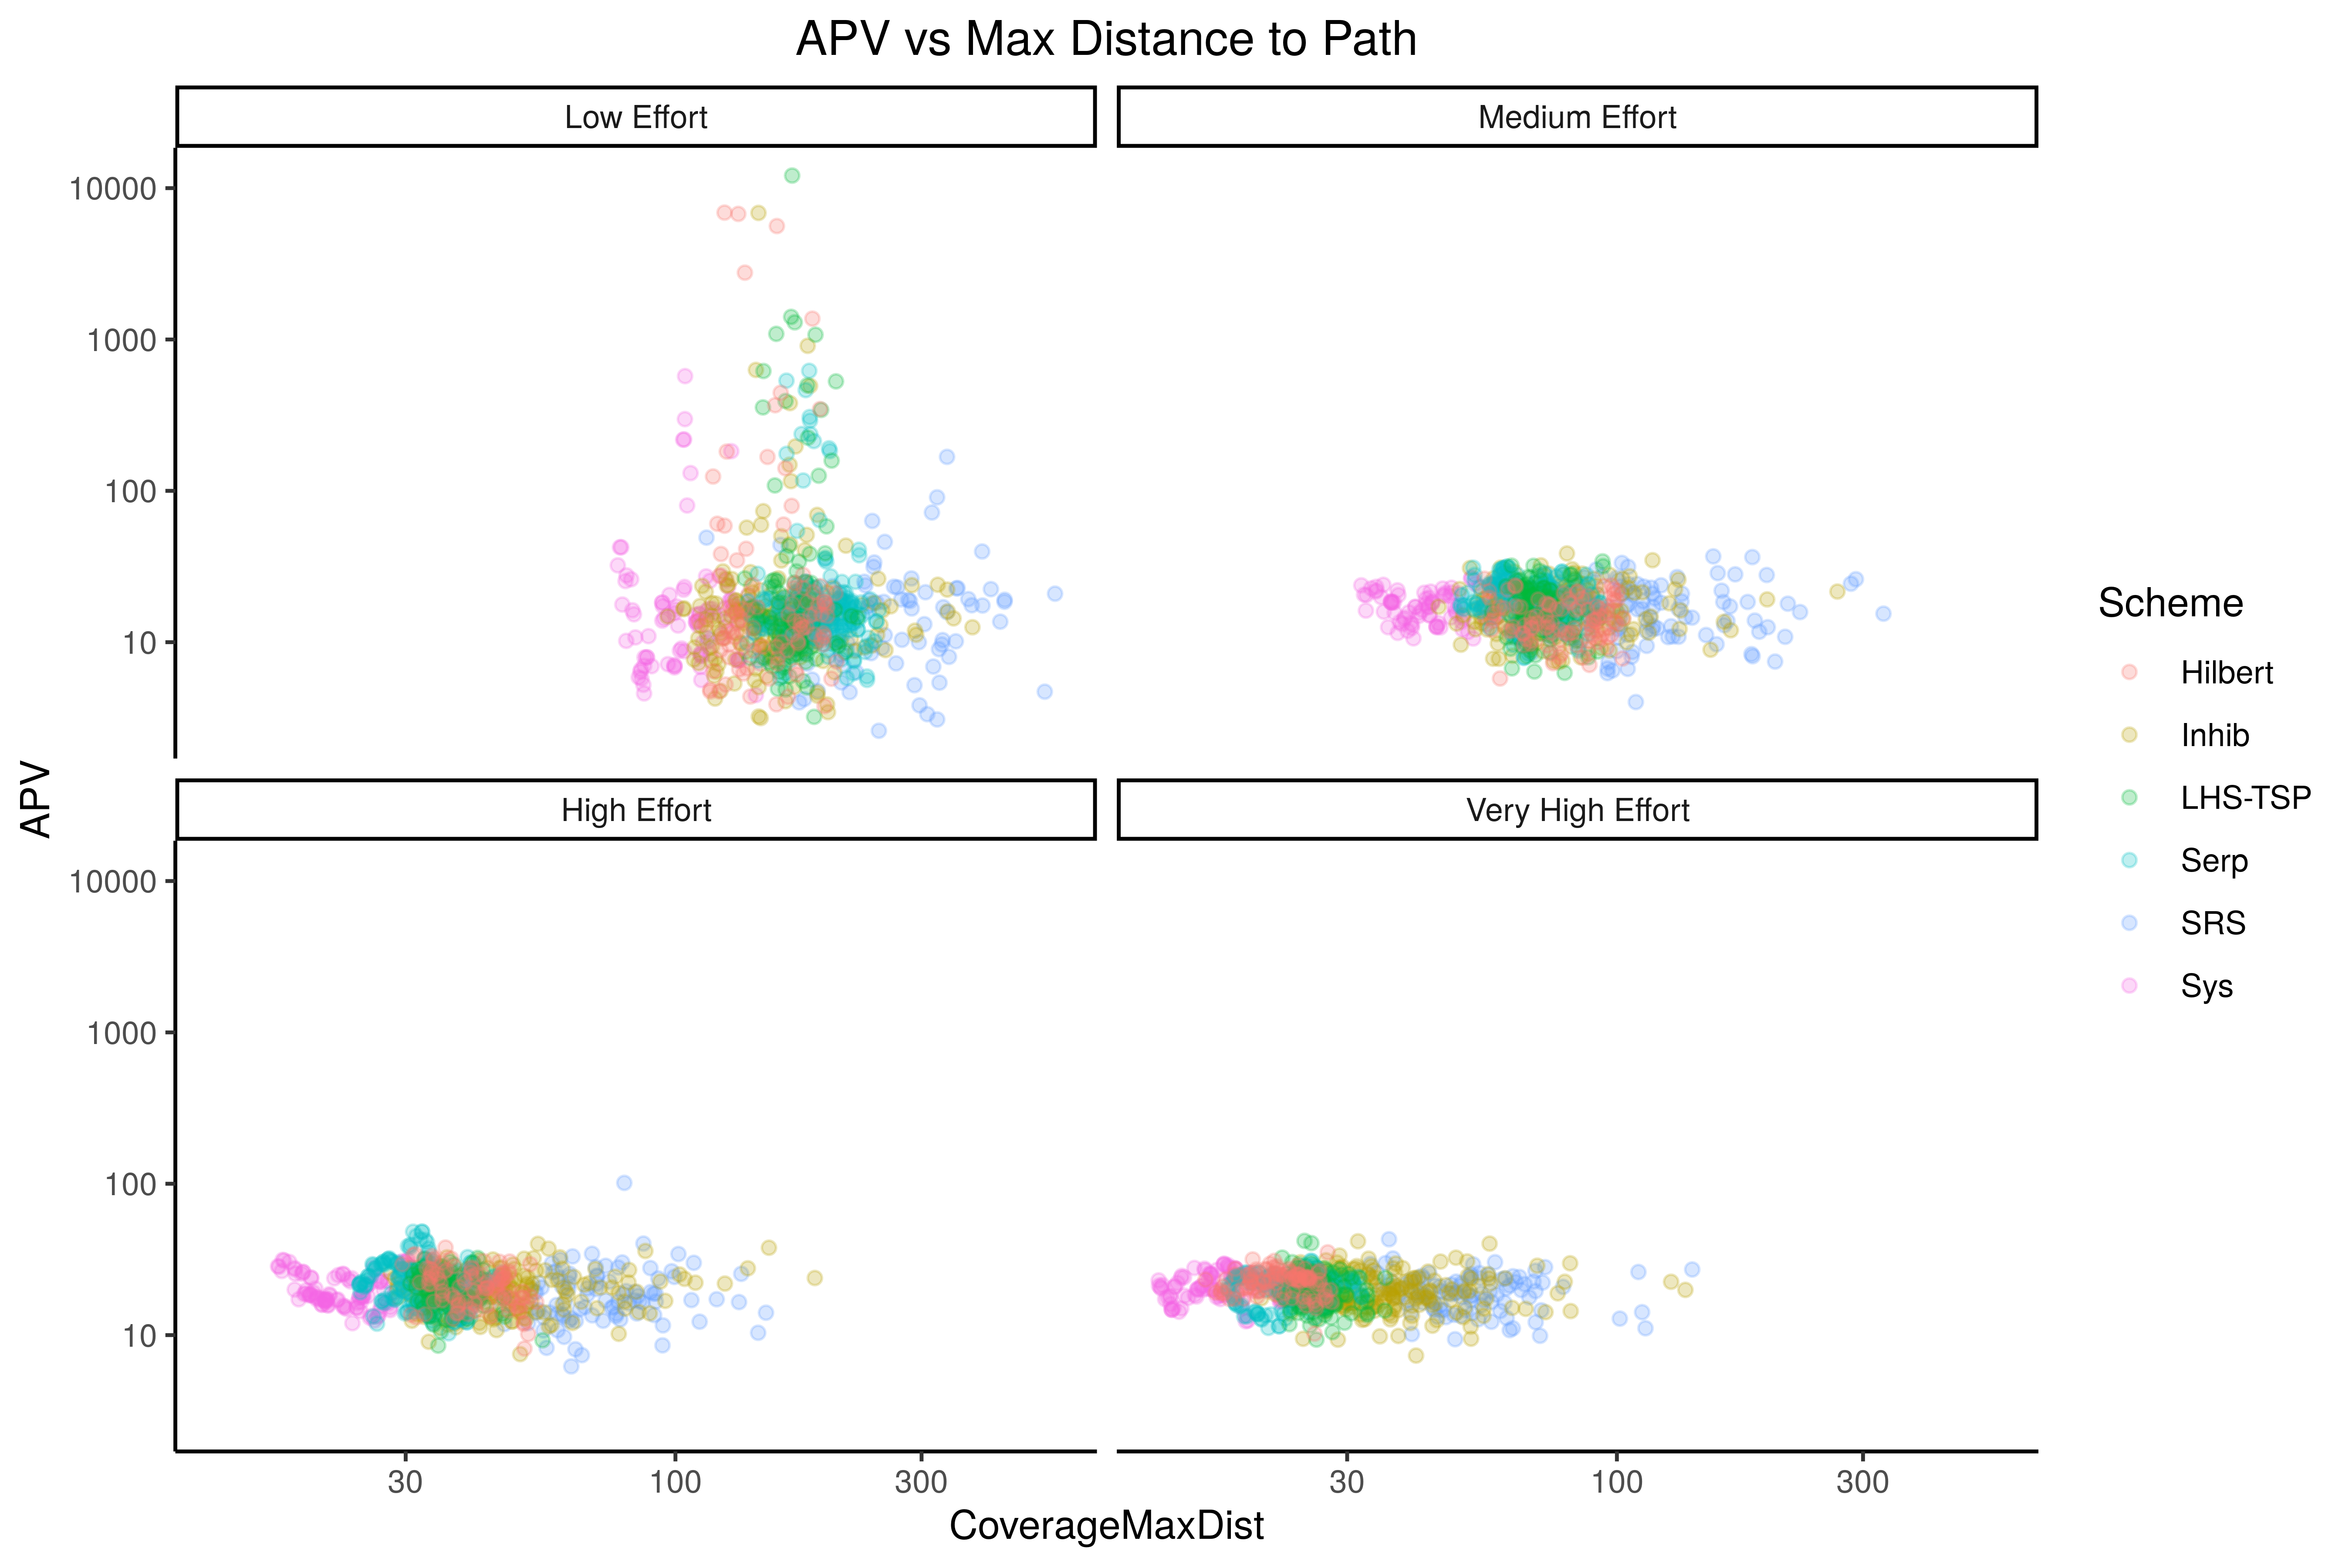 APV vs Max Distance to Path
Low Effort
Medium Effort
10000
1000
100
10
High Effort
Very High Effort
10000
1000
100
10
30
100
300
30
100
300
CoverageMaxDist
APV
Scheme
Hilbert
Inhib
LHS-TSP
Serp
SRS
Sys